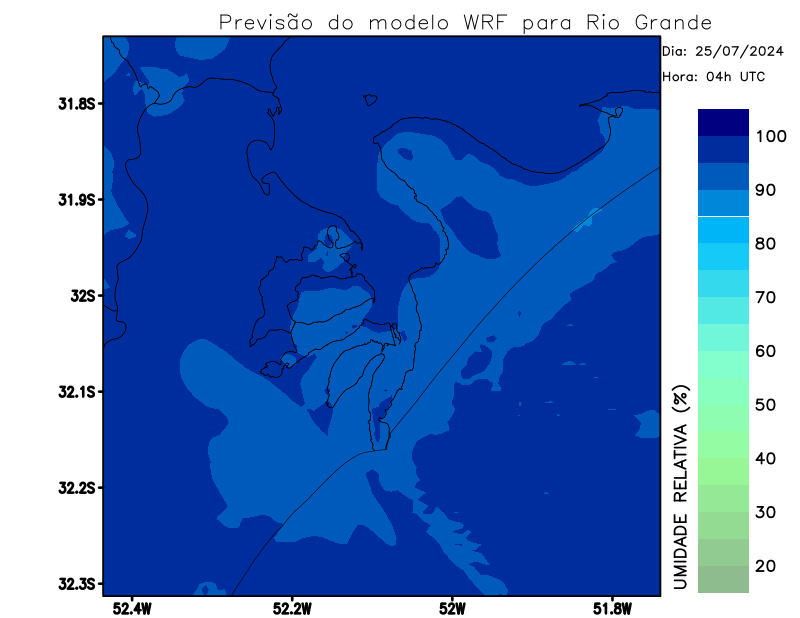 Previsão do modelo WRF para Rio Grande
Dia: 25/07/2024
Hora: 04h UTC
31.8S
31.9S
32S
32.1S
32.2S
32.3S
52.4W
52.2W
52W
51.8W
UMIDADE RELATIVA (%)
100
90
80
70
60
50
40
30
20